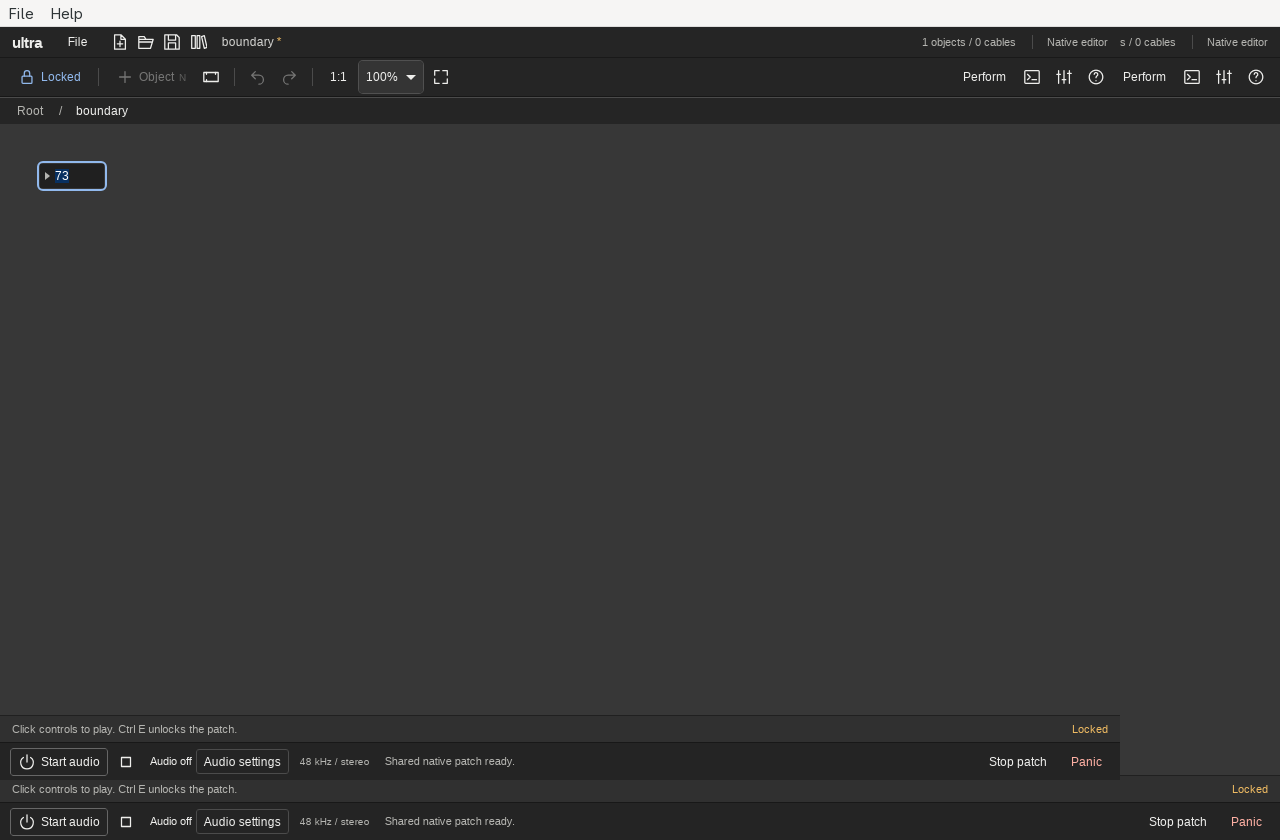 File Help
ultra File boundary * 1 objects / 0 cables Native editor s / 0 cables Native editor
Locked Object N 1:1 100% Perform Perform
Root / boundary
73
Click controls to play. Ctrl E unlocks the patch. Locked
Start audio Audio off Audio settings 48 kHz / stereo Shared native patch ready. Stop patch Panic
Click controls to play. Ctrl E unlocks the patch. Locked
Start audio Audio off Audio settings 48 kHz / stereo Shared native patch ready. Stop patch Panic